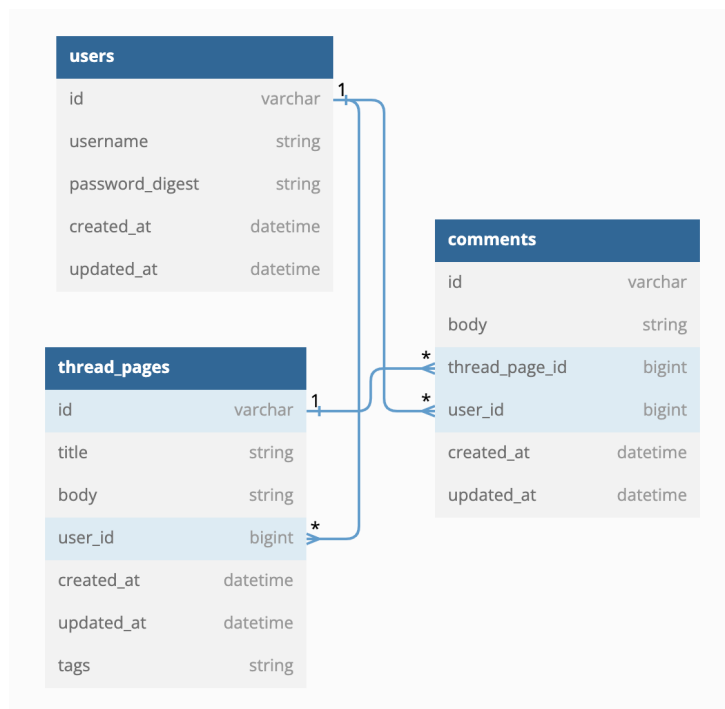 users
id varchar
username string
password_digest string
created_at datetime
updated_at datetime
1
comments
id varchar
body string
* thread_page_id bigint
* user_id bigint
created_at datetime
updated_at datetime
thread_pages
id varchar
1
title string
body string
user_id bigint
*
created_at datetime
updated_at datetime
tags string